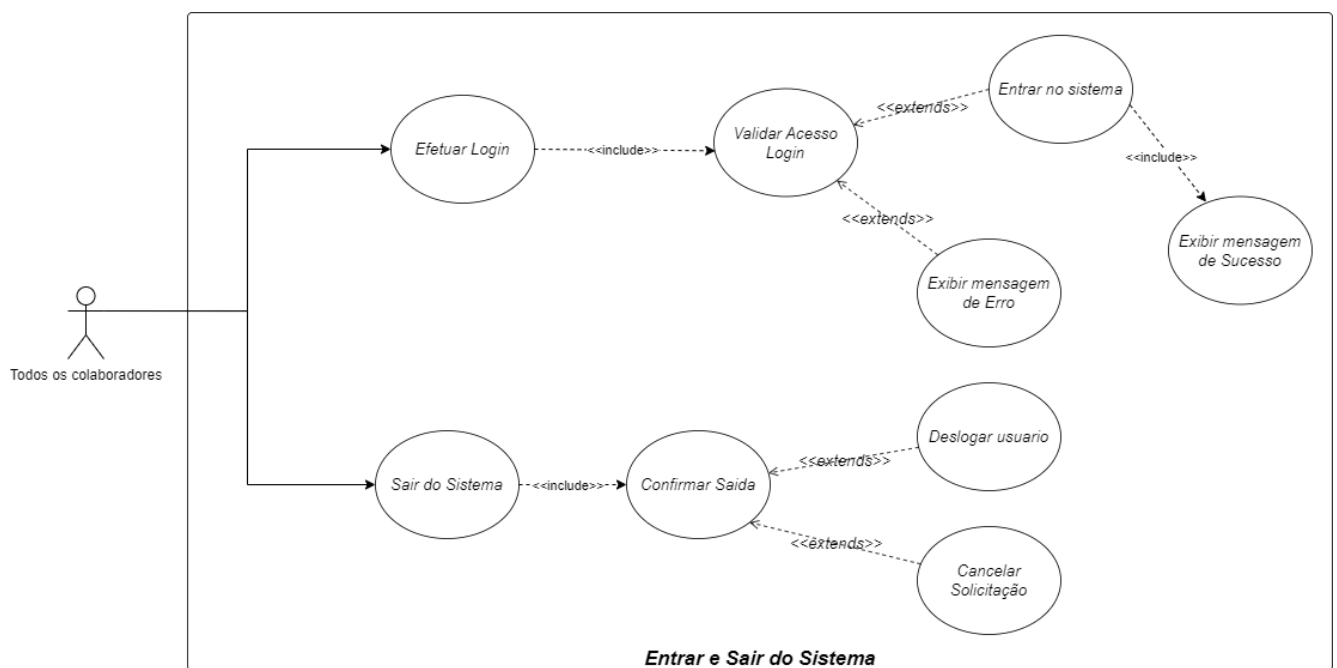 Entrar no sistema
<<extends>>
Validar Acesso
Login
Efetuar Login
<<include>>
<<include>>
<<extends>>
Exibir mensagem
de Sucesso
Exibir mensagem
de Erro
Todos os colaboradores
Deslogar usuario
<<extends>>
Sair do Sistema
<<include>>
Confirmar Saida
<<extends>>
Cancelar
Solicitação
Entrar e Sair do Sistema